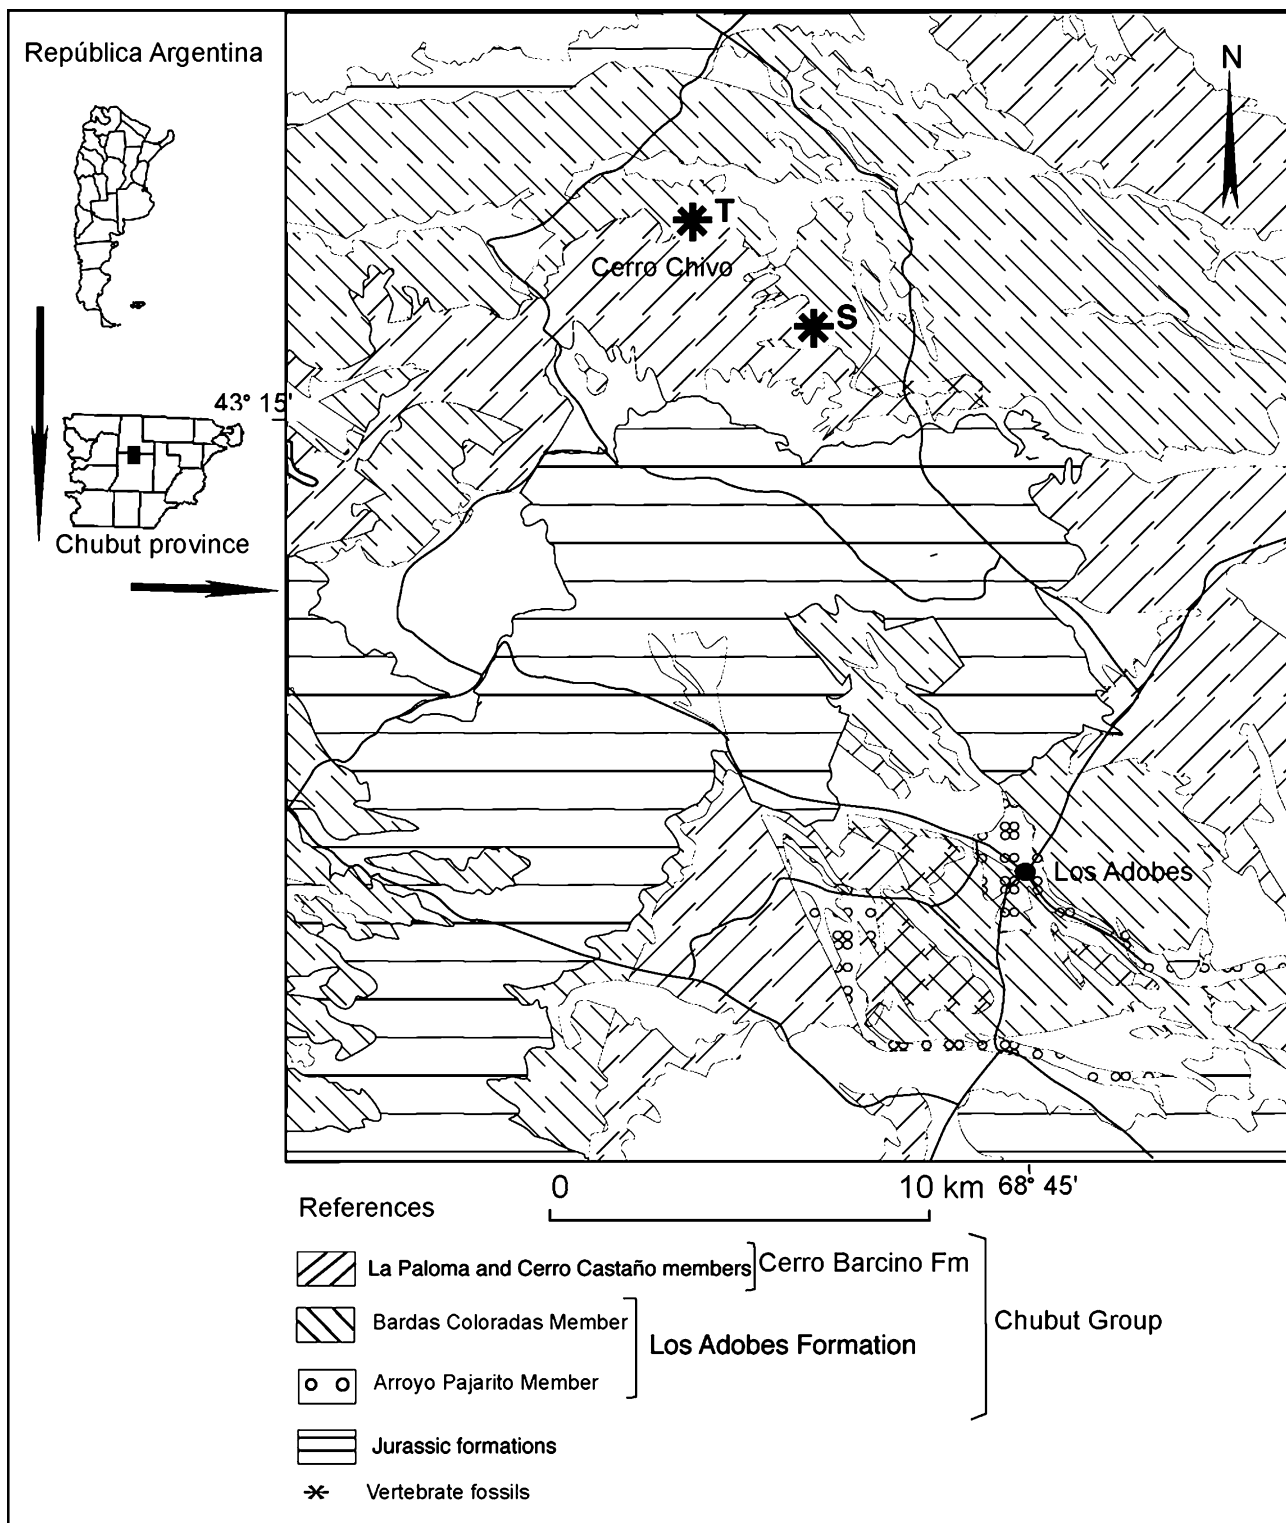 República Argentina
N
T
Cerro Chivo
S
43° 15'
Chubut province
Los Adobes
0 10 km 68° 45'
References
La Paloma and Cerro Castaño members Cerro Barcino Fm
Bardas Coloradas Member
Chubut Group
Los Adobes Formation
Arroyo Pajarito Member
Jurassic formations
Vertebrate fossils